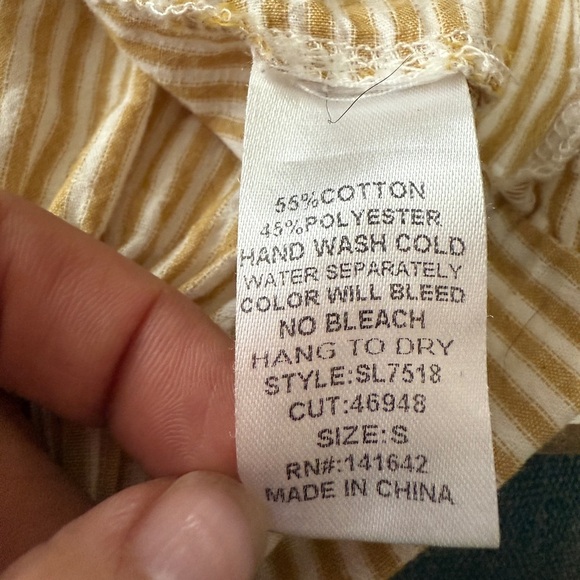 55%COTTON
45%POLYESTER
HAND WASH COLD
WATER SEPARATELY
COLOR WILL BLEED
NO BLEACH
HANG TO DRY
STYLE:SL7518
CUT:46948
SIZE:S
RN#:141642
MADE IN CHINA